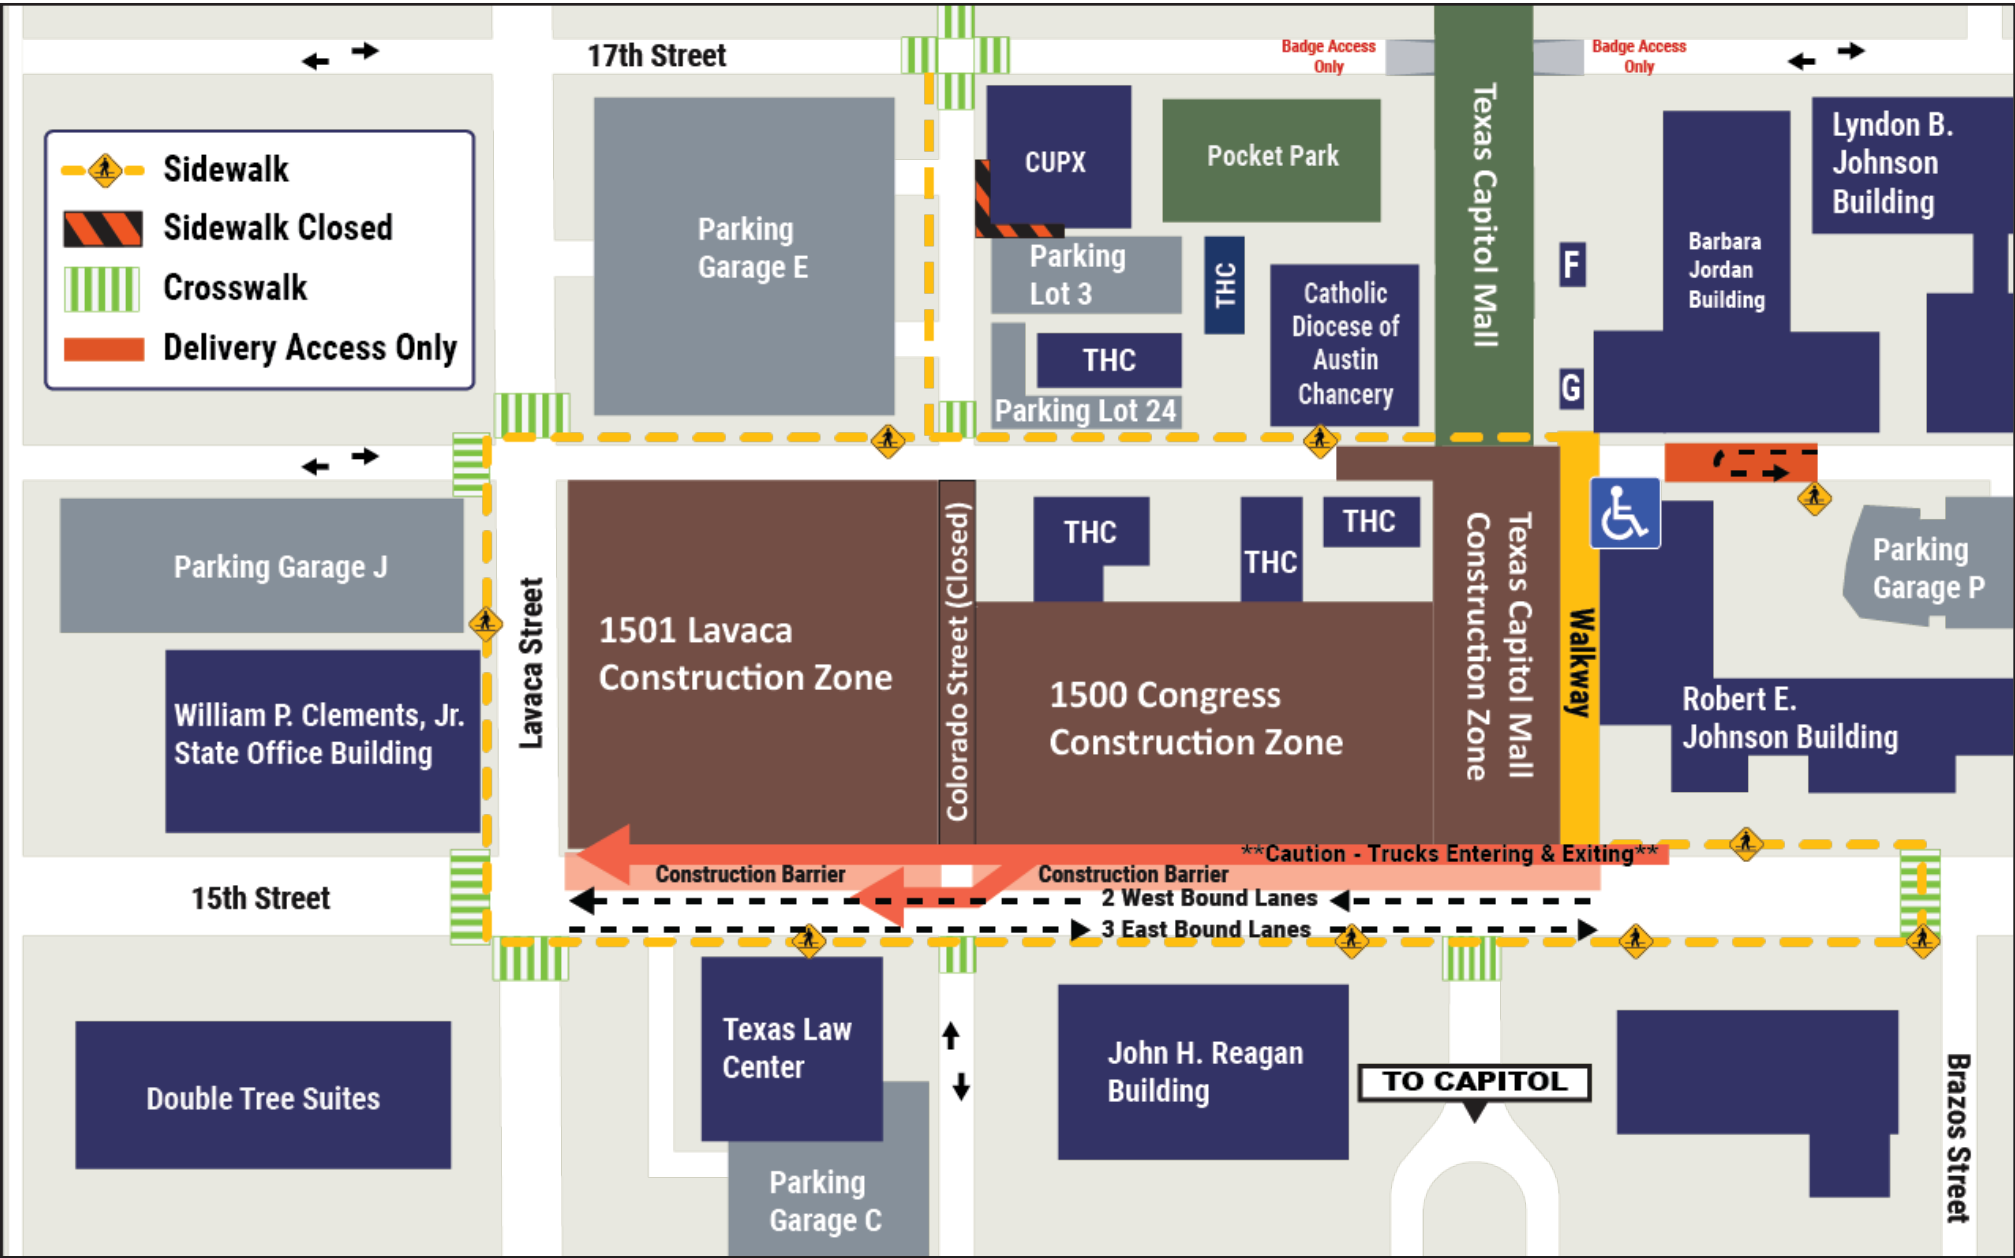 17th Street
Badge Access
Only
Badge Access
Only
Sidewalk
Sidewalk Closed
Crosswalk
Delivery Access Only
Parking
Garage E
CUPX
Pocket Park
Texas Capitol Mall
Lyndon B.
Johnson
Building
Barbara
Jordan
Building
Parking
Lot 3
THC
Catholic
Diocese of
Austin
Chancery
F
THC
G
Parking Lot 24
Parking Garage J
William P. Clements, Jr.
State Office Building
Lavaca Street
1501 Lavaca
Construction Zone
Colorado Street (Closed)
THC
THC
THC
1500 Congress
Construction Zone
Texas Capitol Mall
Construction Zone
Walkway
Parking
Garage P
Robert E.
Johnson Building
**Caution - Trucks Entering & Exiting**
Construction Barrier
Construction Barrier
15th Street
2 West Bound Lanes
3 East Bound Lanes
Double Tree Suites
Texas Law
Center
Parking
Garage C
John H. Reagan
Building
TO CAPITOL
Brazos Street